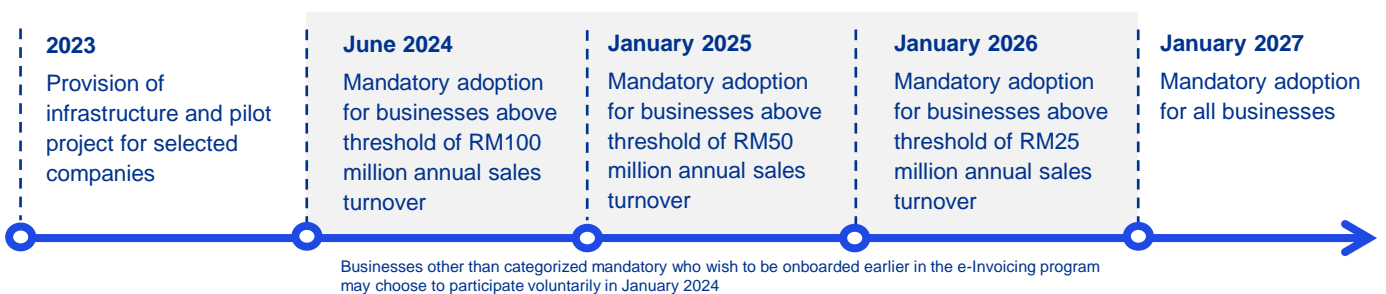 2023
Provision of
infrastructure and pilot
project for selected
companies
June 2024
Mandatory adoption
for businesses above
threshold of RM100
million annual sales
turnover
January 2025
Mandatory adoption
for businesses above
threshold of RM50
million annual sales
turnover
January 2026
Mandatory adoption
for businesses above
threshold of RM25
million annual sales
turnover
January 2027
Mandatory adoption
for all businesses
Businesses other than categorized mandatory who wish to be onboarded earlier in the e-Invoicing program
may choose to participate voluntarily in January 2024